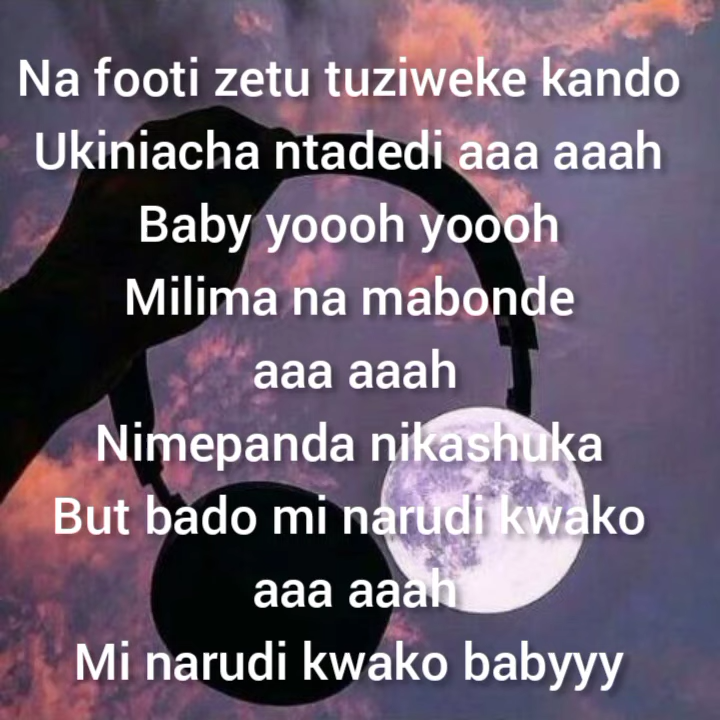 Na footi zetu tuziweke kando
Ukiniacha ntadedi aaa aaah
Baby yoooh yoooh
Milima na mabonde
aaa aaah
Nimepanda nikashuka
But bado mi narudi kwako
aaa aaah
Mi narudi kwako babyyy